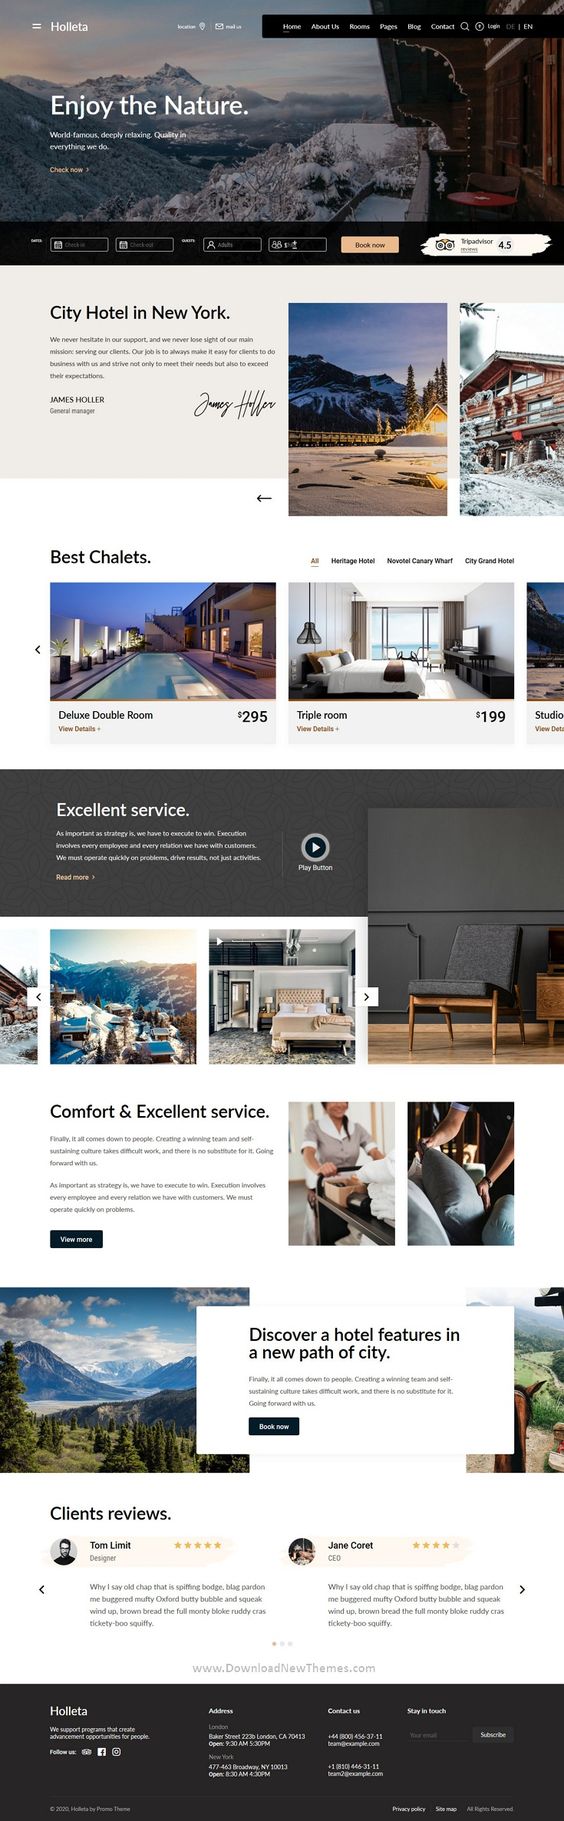 Holleta
location
mail us
Home About Us Rooms Pages Blog Contact Login DE | EN
Enjoy the Nature.
World-famous, deeply relaxing. Quality in
everything we do.
Check now
DATES:
Check-in
Check-out
GUESTS:
Adults
Book now
Tripadvisor
reviews
4.5
City Hotel in New York.
We never hesitate in our support, and we never lose sight of our main
mission: serving our clients. Our job is to always make it easy for clients to do
business with us and strive not only to meet their needs but also to exceed
their expectations.
JAMES HOLLER
General manager
James Holler
Best Chalets.
All Heritage Hotel Novotel Canary Wharf City Grand Hotel
Deluxe Double Room $295
View Details +
Triple room $199
View Details +
Studio
View Deta
Excellent service.
As important as strategy is, we have to execute to win. Execution
involves every employee and every relation we have with customers.
We must operate quickly on problems, drive results, not just activities.
Read more
Play Button
Comfort & Excellent service.
Finally, it all comes down to people. Creating a winning team and self-
sustaining culture takes difficult work, and there is no substitute for it. Going
forward with us.
As important as strategy is, we have to execute to win. Execution involves
every employee and every relation we have with customers. We must
operate quickly on problems.
View more
Discover a hotel features in
a new path of city.
Finally, it all comes down to people. Creating a winning team and self-
sustaining culture takes difficult work, and there is no substitute for it.
Going forward with us.
Book now
Clients reviews.
Tom Limit
Designer
Why I say old chap that is spiffing bodge, blag pardon
me buggered mufty Oxford butty bubble and squeak
wind up, brown bread the full monty bloke ruddy cras
tickety-boo squiffy.
Jane Coret
CEO
Why I say old chap that is spiffing bodge, blag pardon
me buggered mufty Oxford butty bubble and squeak
wind up, brown bread the full monty bloke ruddy cras
tickety-boo squiffy.
www.DownloadNewThemes.com
Holleta
We support programs that create
advancement opportunities for people.
Follow us:
Address
London
Baker Street 223b London, CA 70413
Open: 9:30 AM 5:30PM
New York
477-463 Broadway, NY 10013
Open: 8:30 AM 4:30PM
Contact us
+44 (800) 456-37-11
team@example.com
+1 (810) 446-31-11
team2@example.com
Stay in touch
Your email
Subscribe
© 2020, Holleta by Promo Theme
Privacy policy Site map All Rights Reserved.